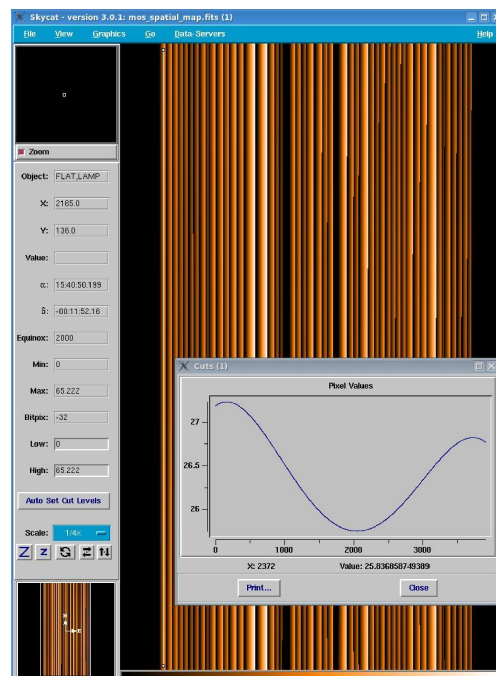 Skycat - version 3.0.1: mos_spatial_map.fits (1)
File View Graphics Go Data-Servers Help
Zoom
Object: FLAT,LAMP
X: 2165.0
Y: 136.0
Value:
α: 15:40:50.199
δ: -00:11:52.16
Equinox: 2000
Min: 0
Max: 65.222
Bitpix: -32
Low: 0
High: 65.222
Auto Set Cut Levels
Scale: 1/4x
Z z
Cuts (1)
Pixel Values
27
26.5
26
0 1000 2000 3000
X: 2372 Value: 25.836858749389
Print... Close